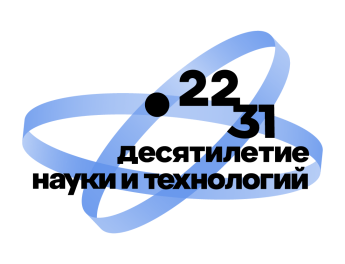 22
31
десятилетие
науки и технологий